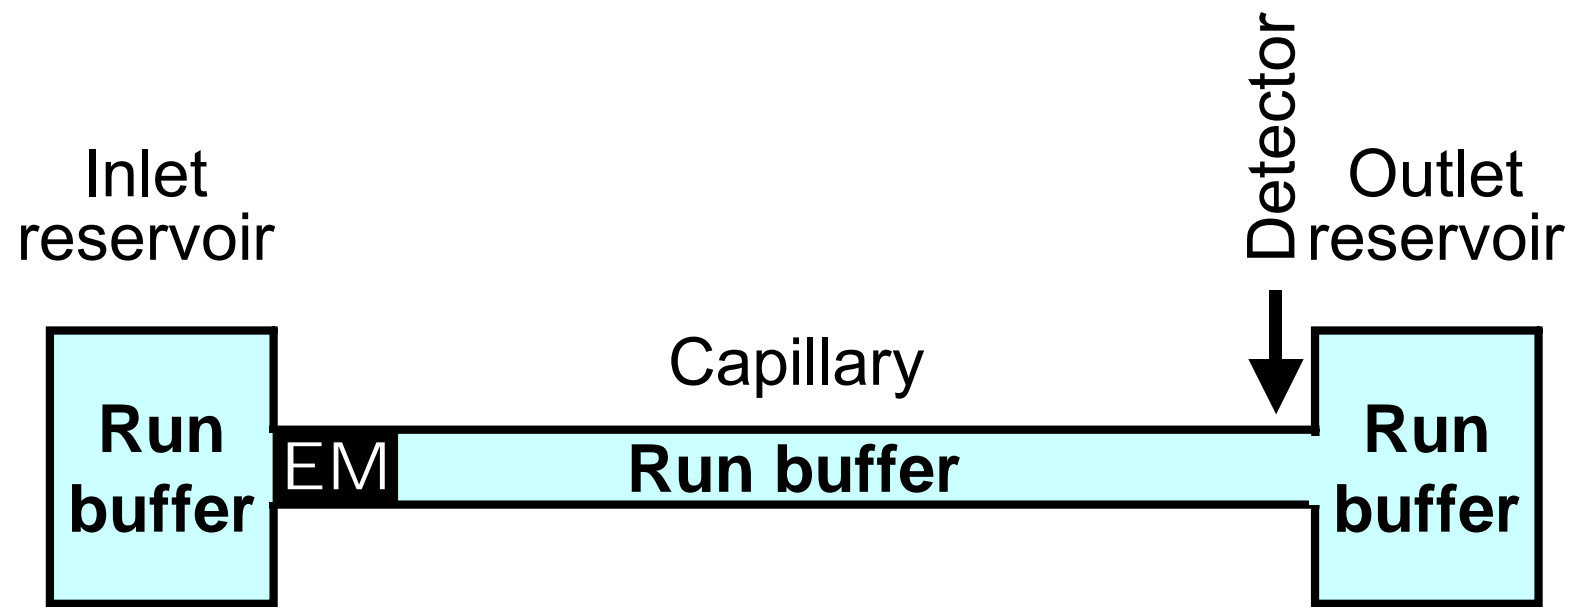 Inlet
reservoir
Detector
Outlet
reservoir
Capillary
Run
buffer
EM
Run buffer
Run
buffer